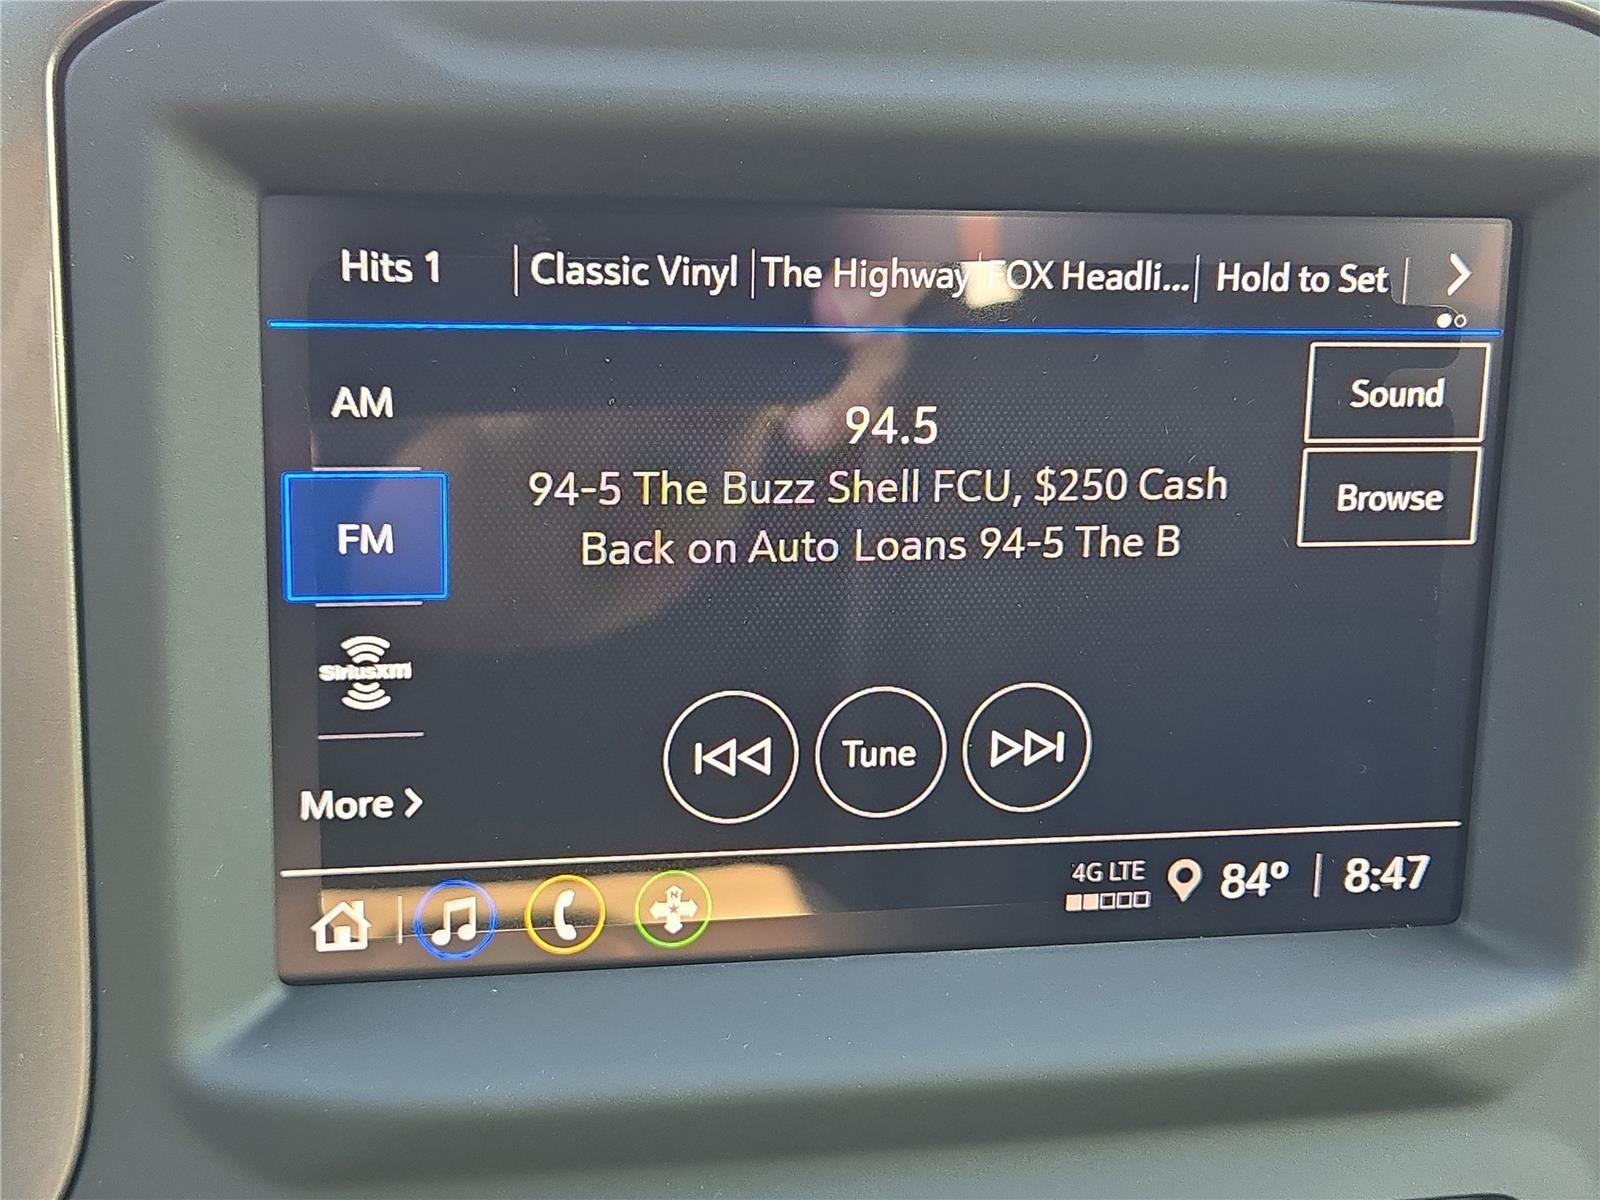 Hits 1 Classic Vinyl The Highway FOX Headli... Hold to Set
AM
Sound
94.5
94-5 The Buzz Shell FCU, $250 Cash
Back on Auto Loans 94-5 The B
Browse
FM
SiriusXM
Tune
More
4G LTE 84° 8:47
N